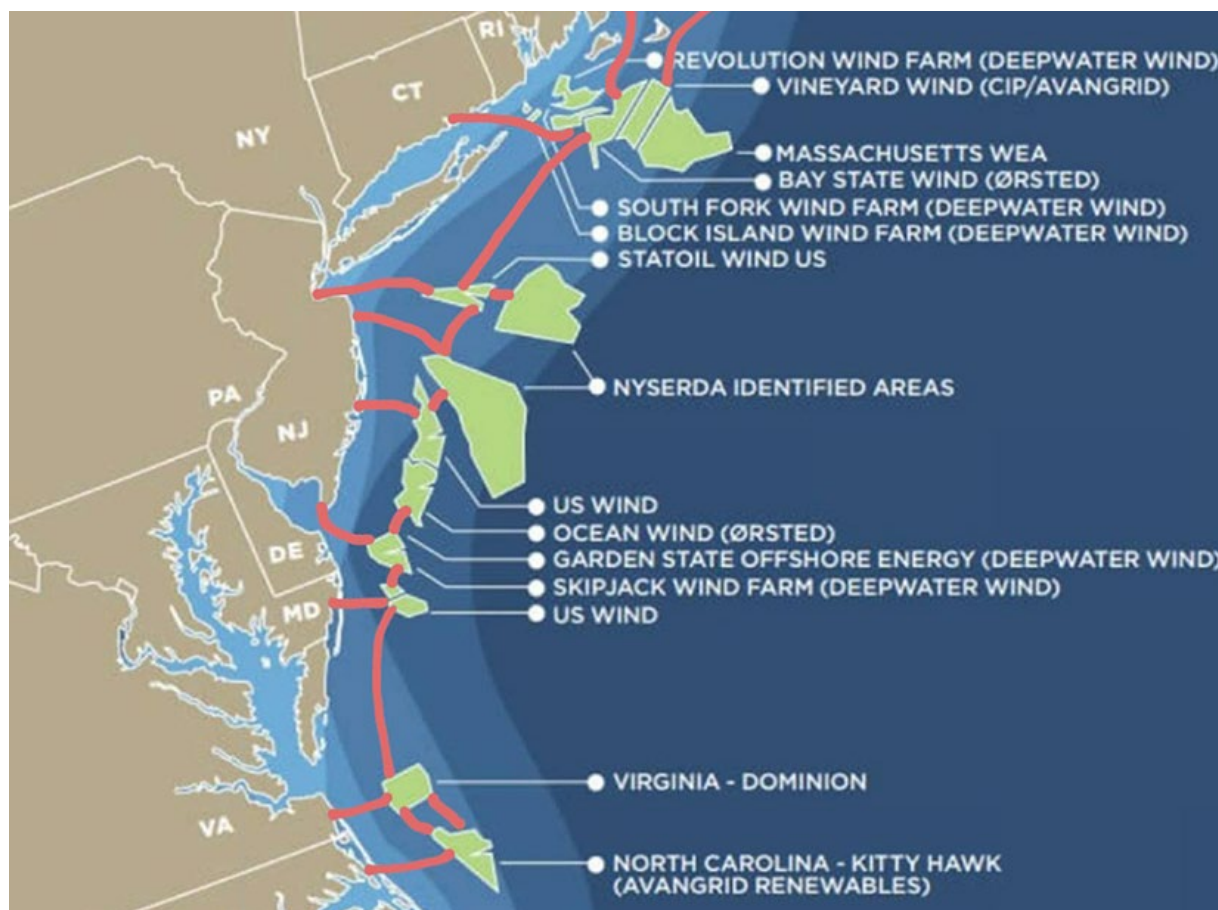 RI
REVOLUTION WIND FARM (DEEPWATER WIND)
VINEYARD WIND (CIP/AVANGRID)
CT
NY
MASSACHUSETTS WEA
BAY STATE WIND (ØRSTED)
SOUTH FORK WIND FARM (DEEPWATER WIND)
BLOCK ISLAND WIND FARM (DEEPWATER WIND)
STATOIL WIND US
NYSERDA IDENTIFIED AREAS
PA
NJ
US WIND
OCEAN WIND (ØRSTED)
DE
GARDEN STATE OFFSHORE ENERGY (DEEPWATER WIND)
SKIPJACK WIND FARM (DEEPWATER WIND)
MD
US WIND
VIRGINIA - DOMINION
VA
NORTH CAROLINA - KITTY HAWK
(AVANGRID RENEWABLES)